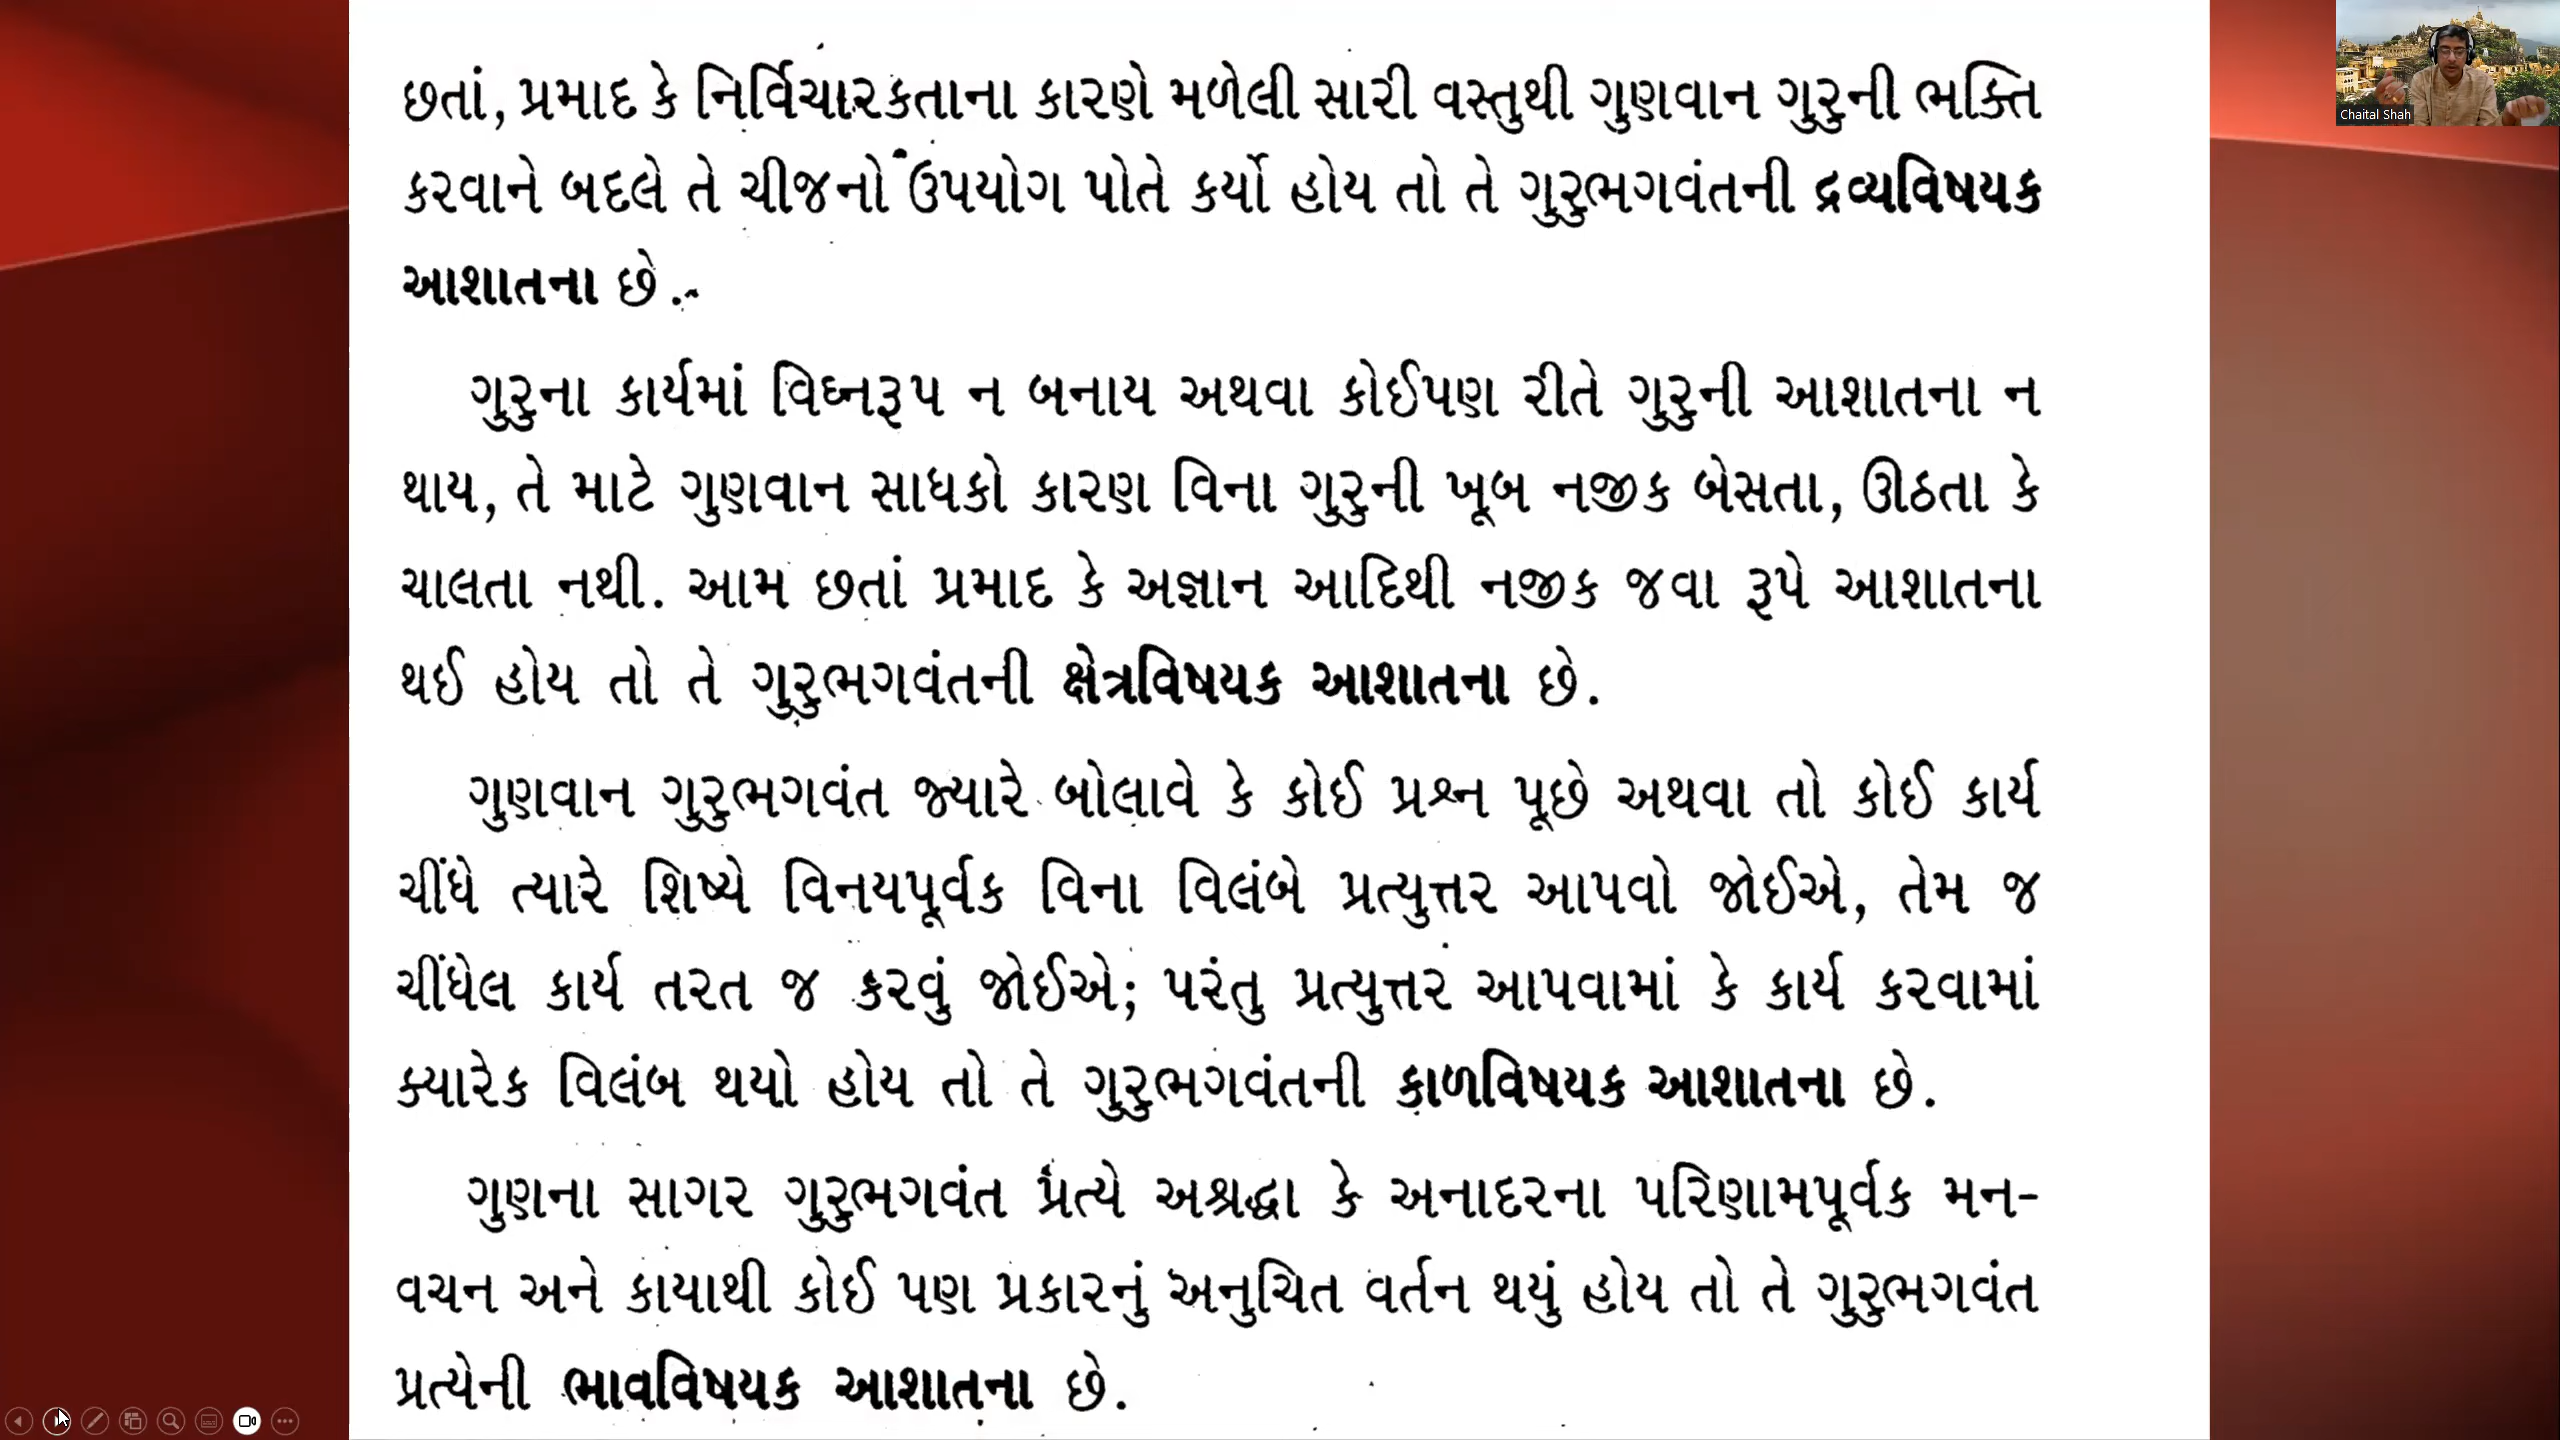 છતાં, પ્રમાદ કે નિર્વિચારકતાના કારણે મળેલી સારી વસ્તુથી ગુણવાન ગુરુની ભક્તિ
કરવાને બદલે તે ચીજનો ઉપયોગ પોતે કર્યો હોય તો તે ગુરુભગવંતની દ્રવ્યવિષયક
આશાતના છે.
ગુરુના કાર્યમાં વિઘ્નરૂપ ન બનાય અથવા કોઈપણ રીતે ગુરુની આશાતના ન
થાય, તે માટે ગુણવાન સાધકો કારણ વિના ગુરુની ખૂબ નજીક બેસતા, ઊઠતા કે
ચાલતા નથી. આમ છતાં પ્રમાદ કે અજ્ઞાન આદિથી નજીક જવા રૂપે આશાતના
થઈ હોય તો તે ગુરુભગવંતની ક્ષેત્રવિષયક આશાતના છે.
ગુણવાન ગુરુભગવંત જ્યારે બોલાવે કે કોઈ પ્રશ્ન પૂછે અથવા તો કોઈ કાર્ય
ચીંધે ત્યારે શિષ્યે વિનયપૂર્વક વિના વિલંબે પ્રત્યુત્તર આપવો જોઈએ, તેમ જ
ચીંધેલ કાર્ય તરત જ કરવું જોઈએ; પરંતુ પ્રત્યુત્તર આપવામાં કે કાર્ય કરવામાં
ક્યારેક વિલંબ થયો હોય તો તે ગુરુભગવંતની કાળવિષયક આશાતના છે.
ગુણના સાગર ગુરુભગવંત પ્રત્યે અશ્રદ્ધા કે અનાદરના પરિણામપૂર્વક મન-
વચન અને કાયાથી કોઈ પણ પ્રકારનું અનુચિત વર્તન થયું હોય તો તે ગુરુભગવંત
પ્રત્યેની ભાવવિષયક આશાતના છે.
Chaital Shah